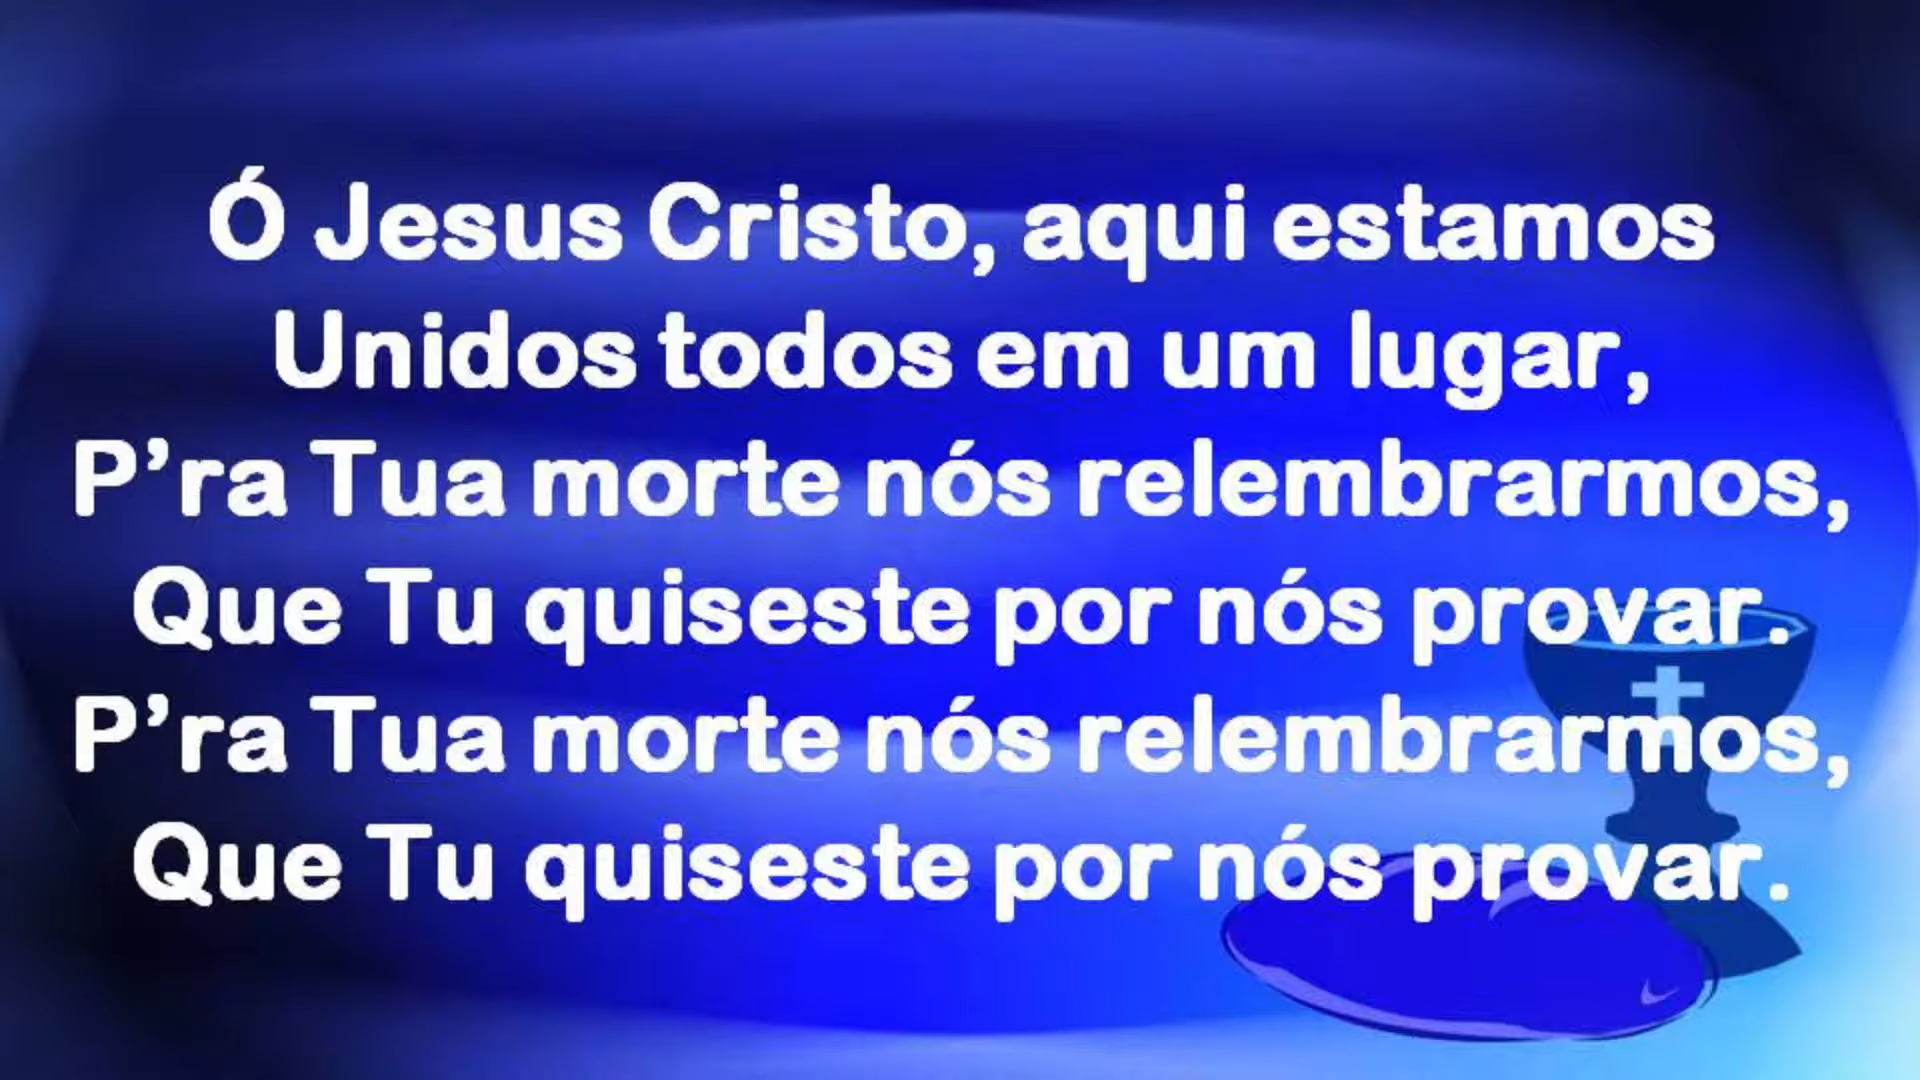 Ó Jesus Cristo, aqui estamos
Unidos todos em um lugar,
P’ra Tua morte nós relembrarmos,
Que Tu quiseste por nós provar.
P’ra Tua morte nós relembrarmos,
Que Tu quiseste por nós provar.